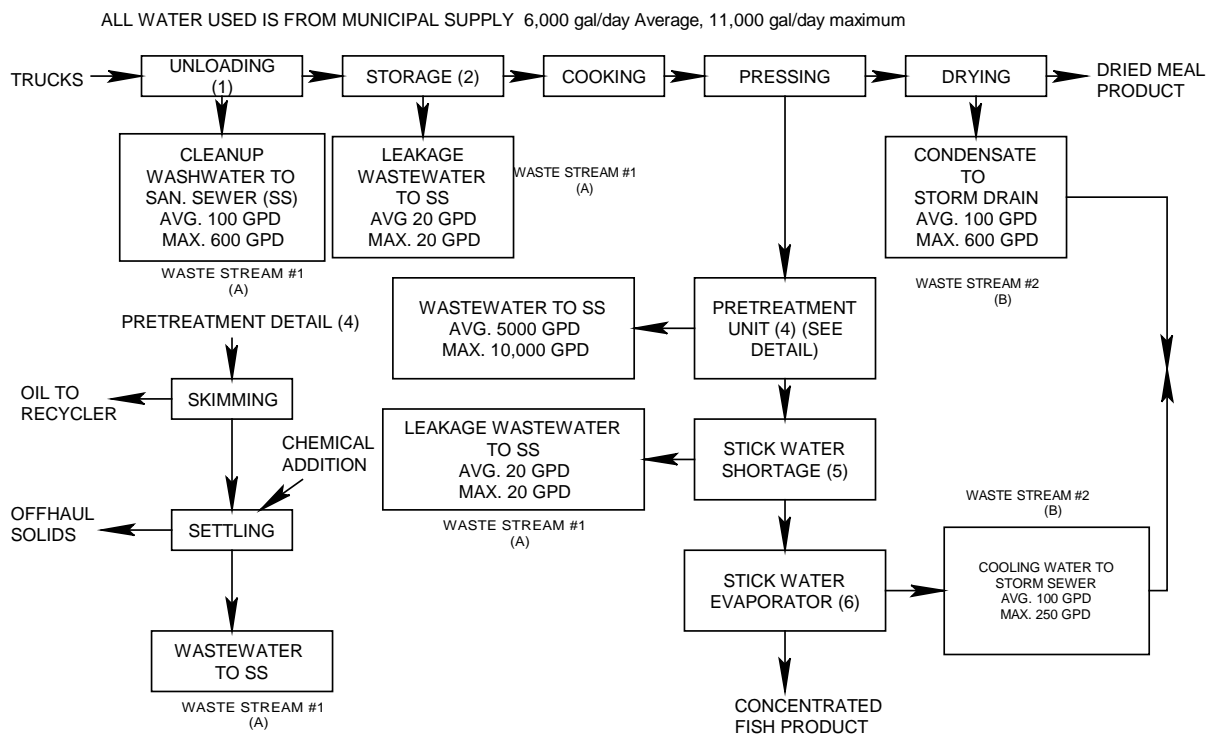 ALL WATER USED IS FROM MUNICIPAL SUPPLY 6,000 gal/day Average, 11,000 gal/day maximum
TRUCKS
UNLOADING
(1)
STORAGE (2)
COOKING
PRESSING
DRYING
DRIED MEAL
PRODUCT
CLEANUP
WASHWATER TO
SAN. SEWER (SS)
AVG. 100 GPD
MAX. 600 GPD
WASTE STREAM #1
(A)
LEAKAGE
WASTEWATER
TO SS
AVG 20 GPD
MAX. 20 GPD
WASTE STREAM #1
(A)
CONDENSATE
TO
STORM DRAIN
AVG. 100 GPD
MAX. 600 GPD
WASTE STREAM #2
(B)
PRETREATMENT DETAIL (4)
OIL TO
RECYCLER
SKIMMING
CHEMICAL
ADDITION
OFFHAUL
SOLIDS
SETTLING
WASTEWATER
TO SS
WASTE STREAM #1
(A)
WASTEWATER TO SS
AVG. 5000 GPD
MAX. 10,000 GPD
PRETREATMENT
UNIT (4) (SEE
DETAIL)
LEAKAGE WASTEWATER
TO SS
AVG. 20 GPD
MAX. 20 GPD
WASTE STREAM #1
(A)
STICK WATER
SHORTAGE (5)
STICK WATER
EVAPORATOR (6)
WASTE STREAM #2
(B)
COOLING WATER TO
STORM SEWER
AVG. 100 GPD
MAX. 250 GPD
CONCENTRATED
FISH PRODUCT